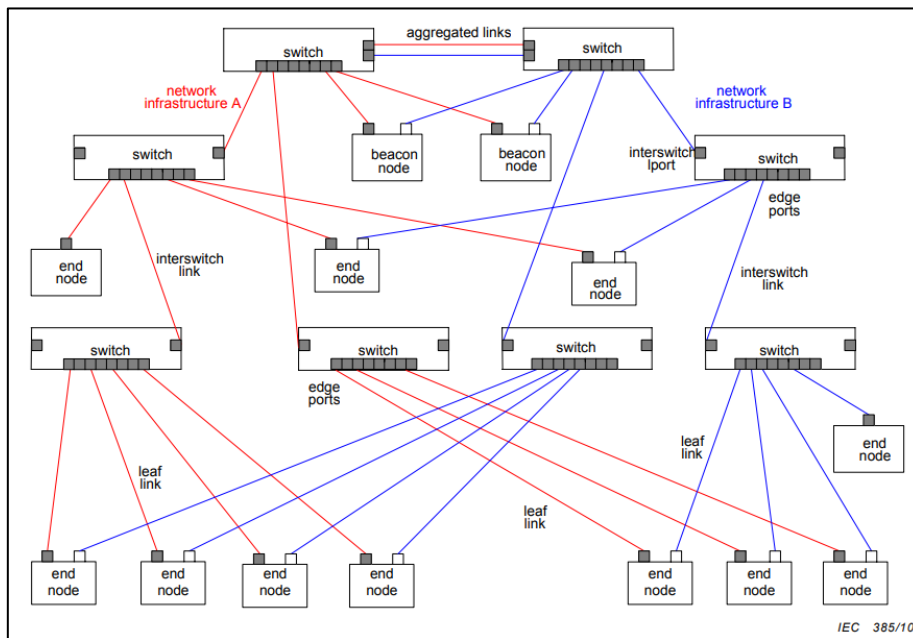 aggregated links
switch
switch
network
infrastructure A
network
infrastructure B
switch
beacon
node
beacon
node
interswitch
lport
switch
edge
ports
end
node
interswitch
link
end
node
end
node
interswitch
link
switch
switch
switch
switch
edge
ports
leaf
link
leaf
link
leaf
link
end
node
end
node
end
node
end
node
end
node
end
node
end
node
end
node
IEC 385/10